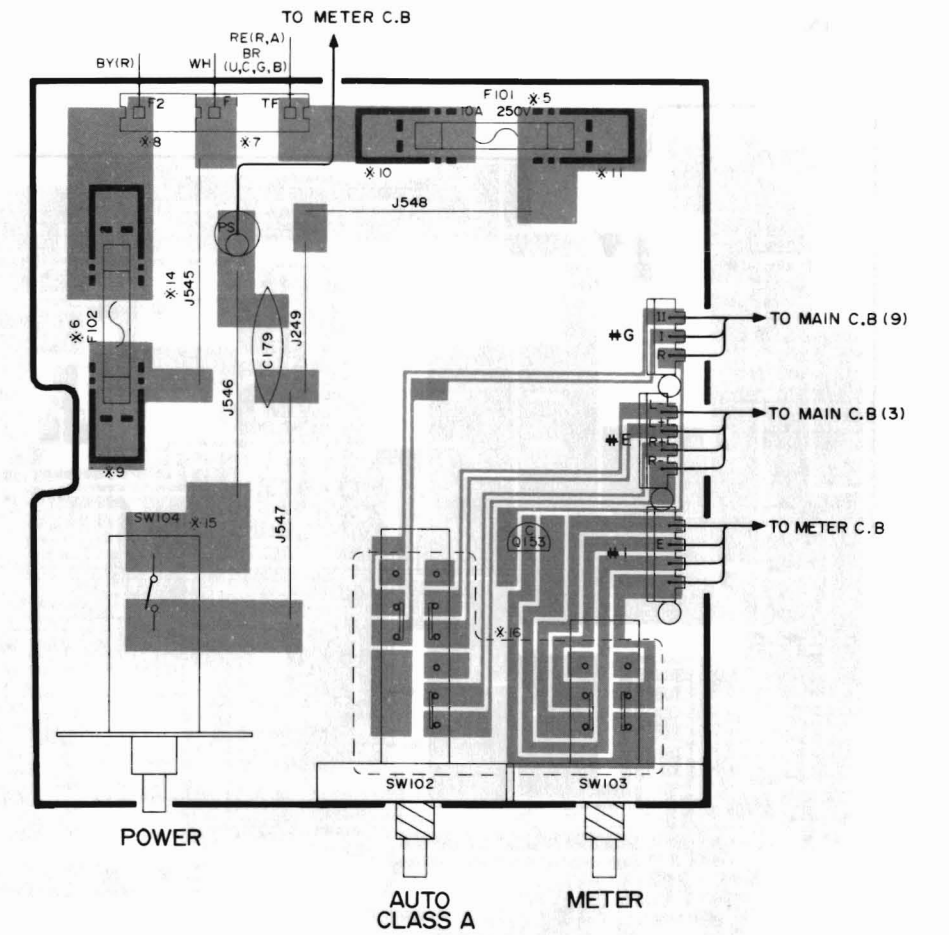 TO METER C.B
RE(R,A)
BR
(U,C,G,B)
BY(R)
WH
F2
F1
TF
F101
※5
10A 250V
※8
※7
※10
※11
J548
PS
※14
J545
J249
C179
※6
F102
J546
#G
II
I
R
TO MAIN C.B (9)
#E
L
R
R
TO MAIN C.B (3)
※9
SW104
※15
J547
C
Q153
E
#1
TO METER C.B
※16
SW102
SW103
POWER
AUTO
CLASS A
METER